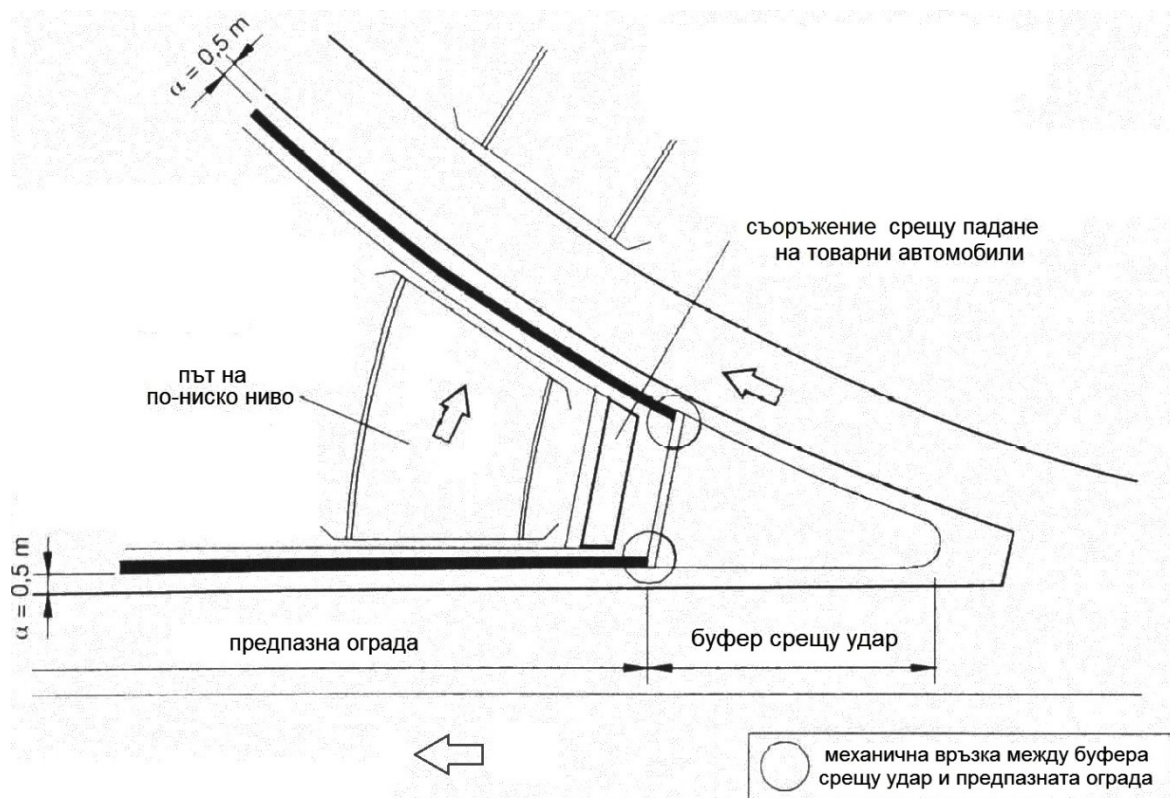 α = 0,5 m
съоръжение срещу падане
на товарни автомобили
път на
по-ниско ниво
α = 0,5 m
предпазна ограда
буфер срещу удар
механична връзка между буфера
срещу удар и предпазната ограда